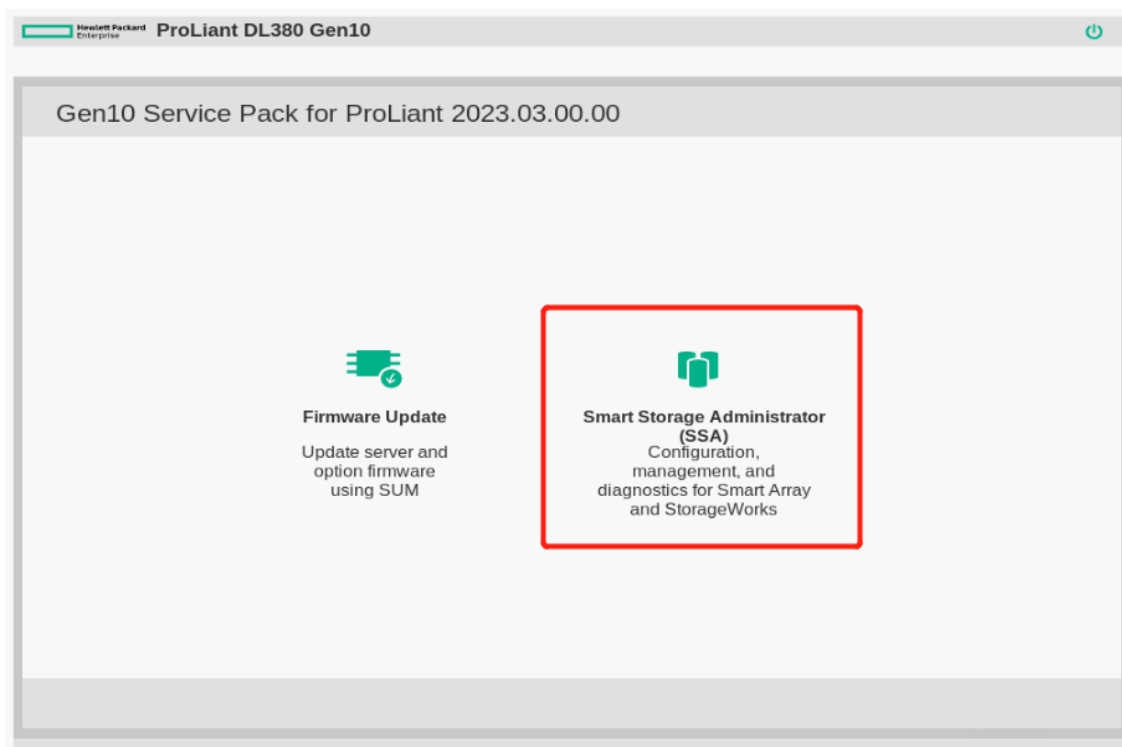 Hewlett Packard
Enterprise
ProLiant DL380 Gen10
Gen10 Service Pack for ProLiant 2023.03.00.00
Firmware Update
Update server and
option firmware
using SUM
Smart Storage Administrator
(SSA)
Configuration,
management, and
diagnostics for Smart Array
and StorageWorks